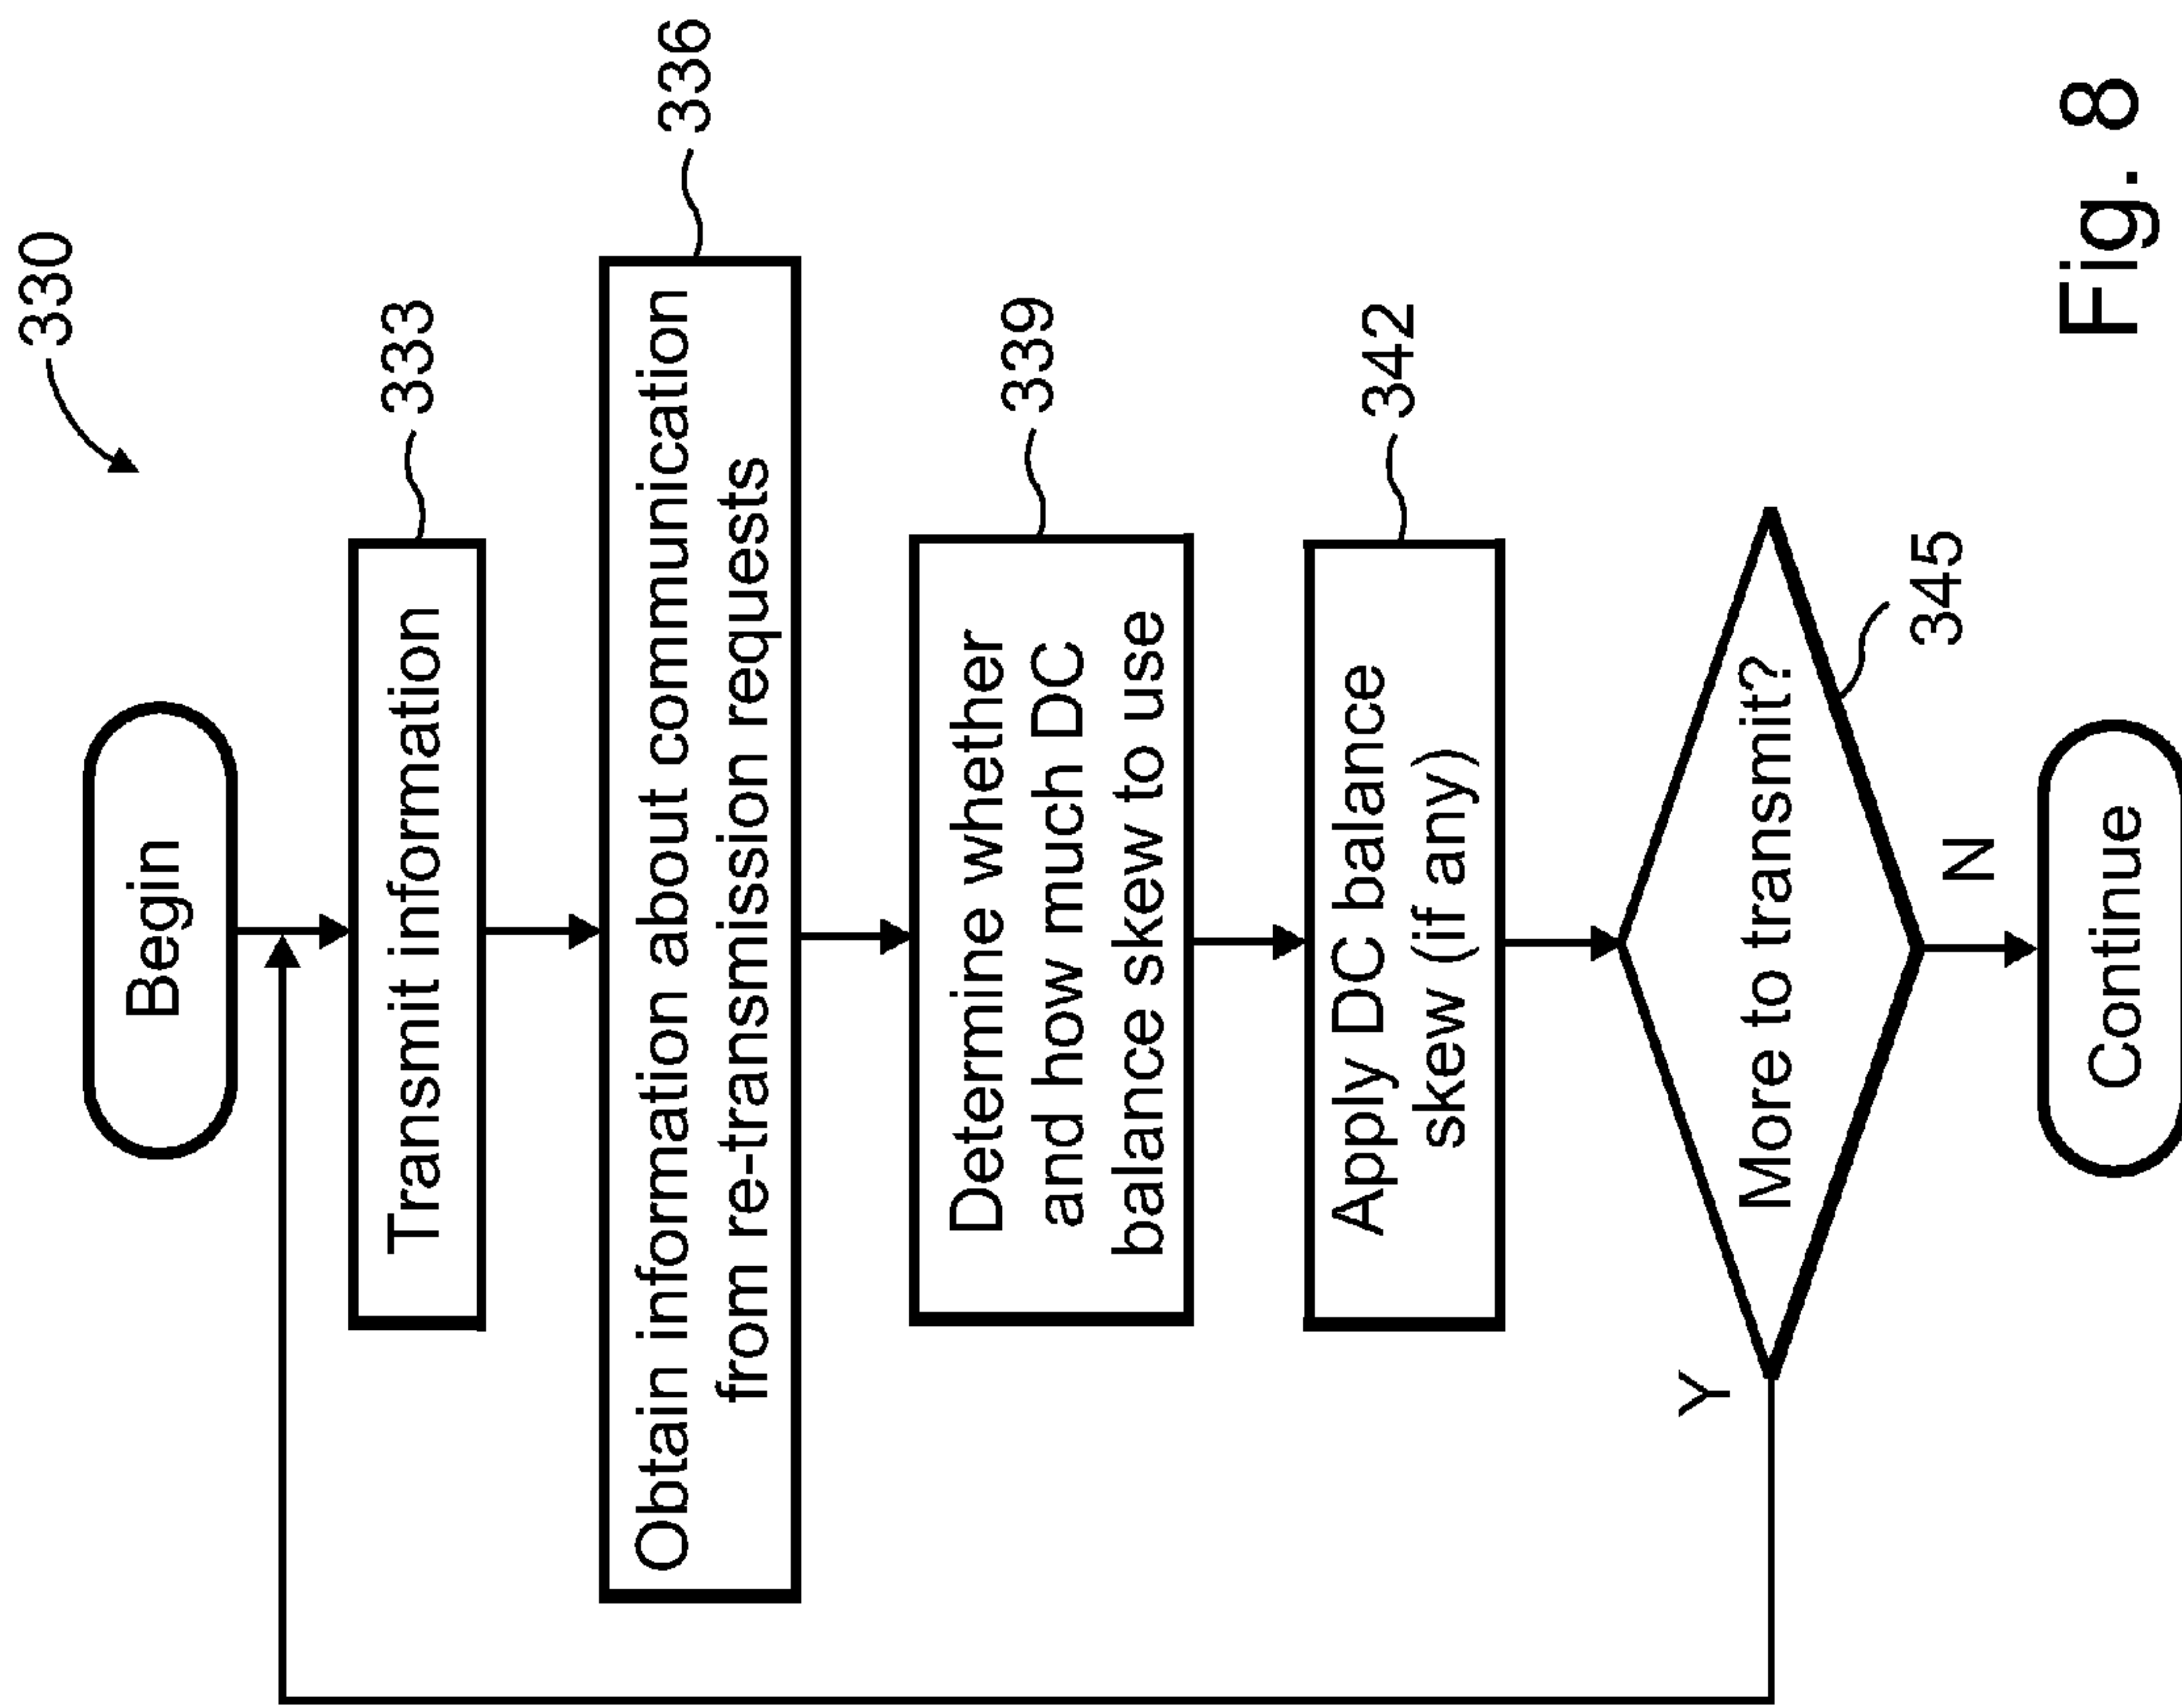 330
Begin
Transmit information
333
Obtain information about communication
from re-transmission requests
336
Determine whether
and how much DC
balance skew to use
339
Apply DC balance
skew (if any)
342
More to transmit?
345
Y
N
Continue
Fig. 8